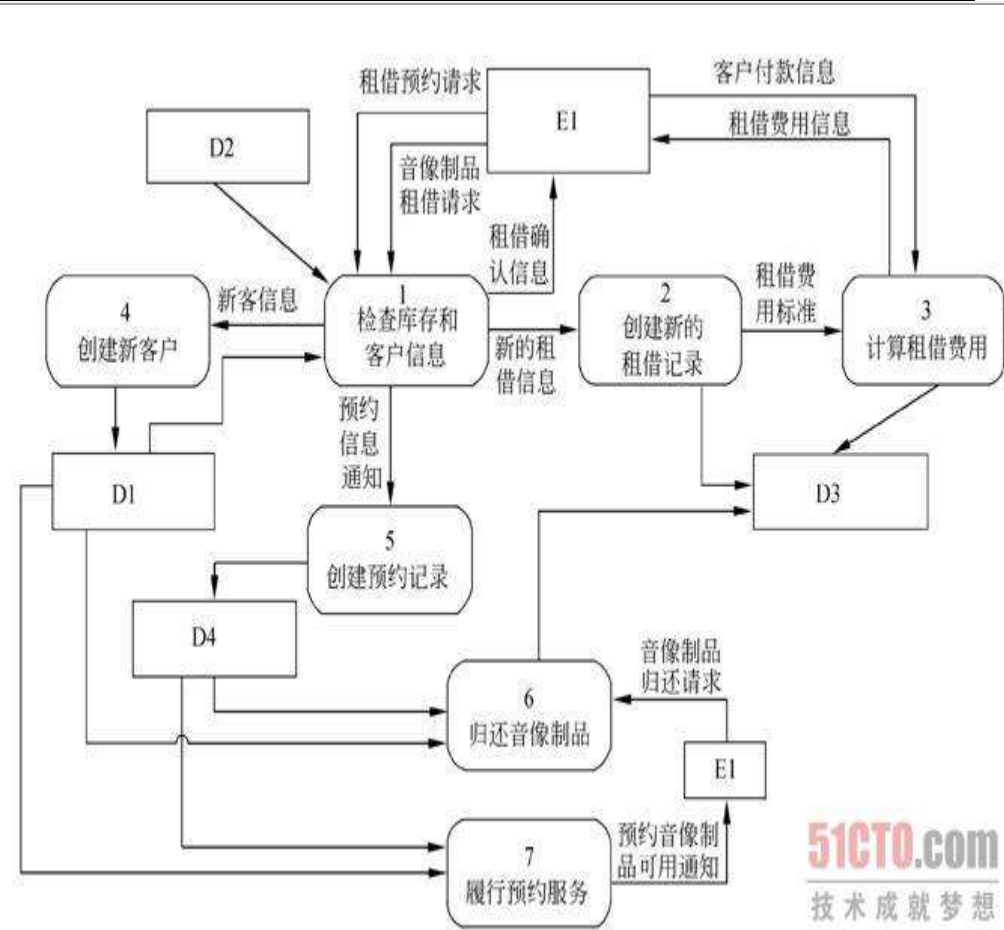 租借预约请求
E1
客户付款信息
租借费用信息
D2
音像制品
租借请求
租借确
认信息
4
创建新客户
新客信息
1
检查库存和
客户信息
新的租
借信息
2
创建新的
租借记录
租借费
用标准
3
计算租借费用
预约
信息
通知
D1
D3
5
创建预约记录
D4
音像制品
归还请求
6
归还音像制品
E1
预约音像制
品可用通知
7
履行预约服务
51CTO.com
技术成就梦想